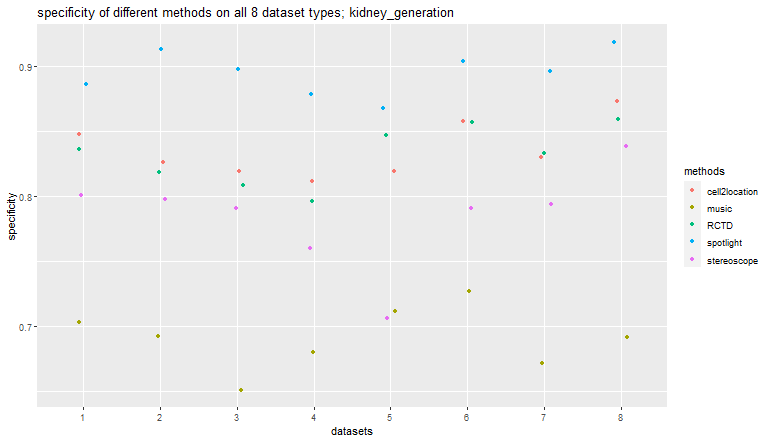 specificity of different methods on all 8 dataset types; kidney_generation
0.9
0.8
0.7
specificity
1 2 3 4 5 6 7 8
datasets
methods
cell2location
music
RCTD
spotlight
stereoscope